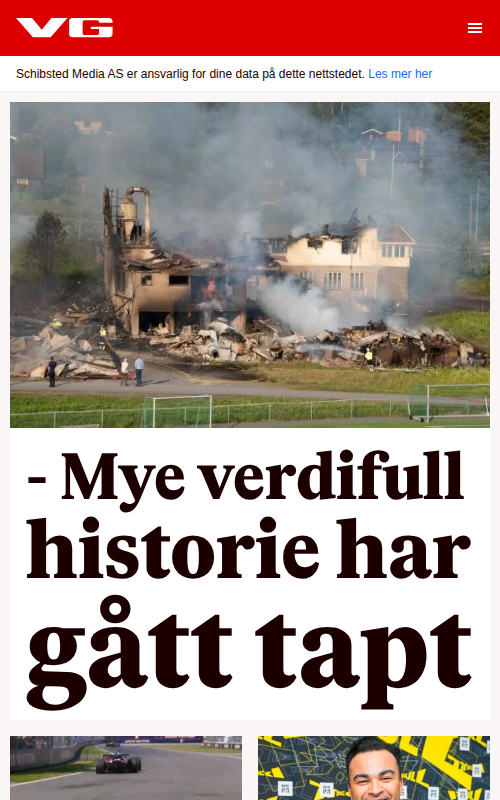 VG
Schibsted Media AS er ansvarlig for dine data på dette nettstedet. Les mer her
- Mye verdifull
historie har
gått tapt